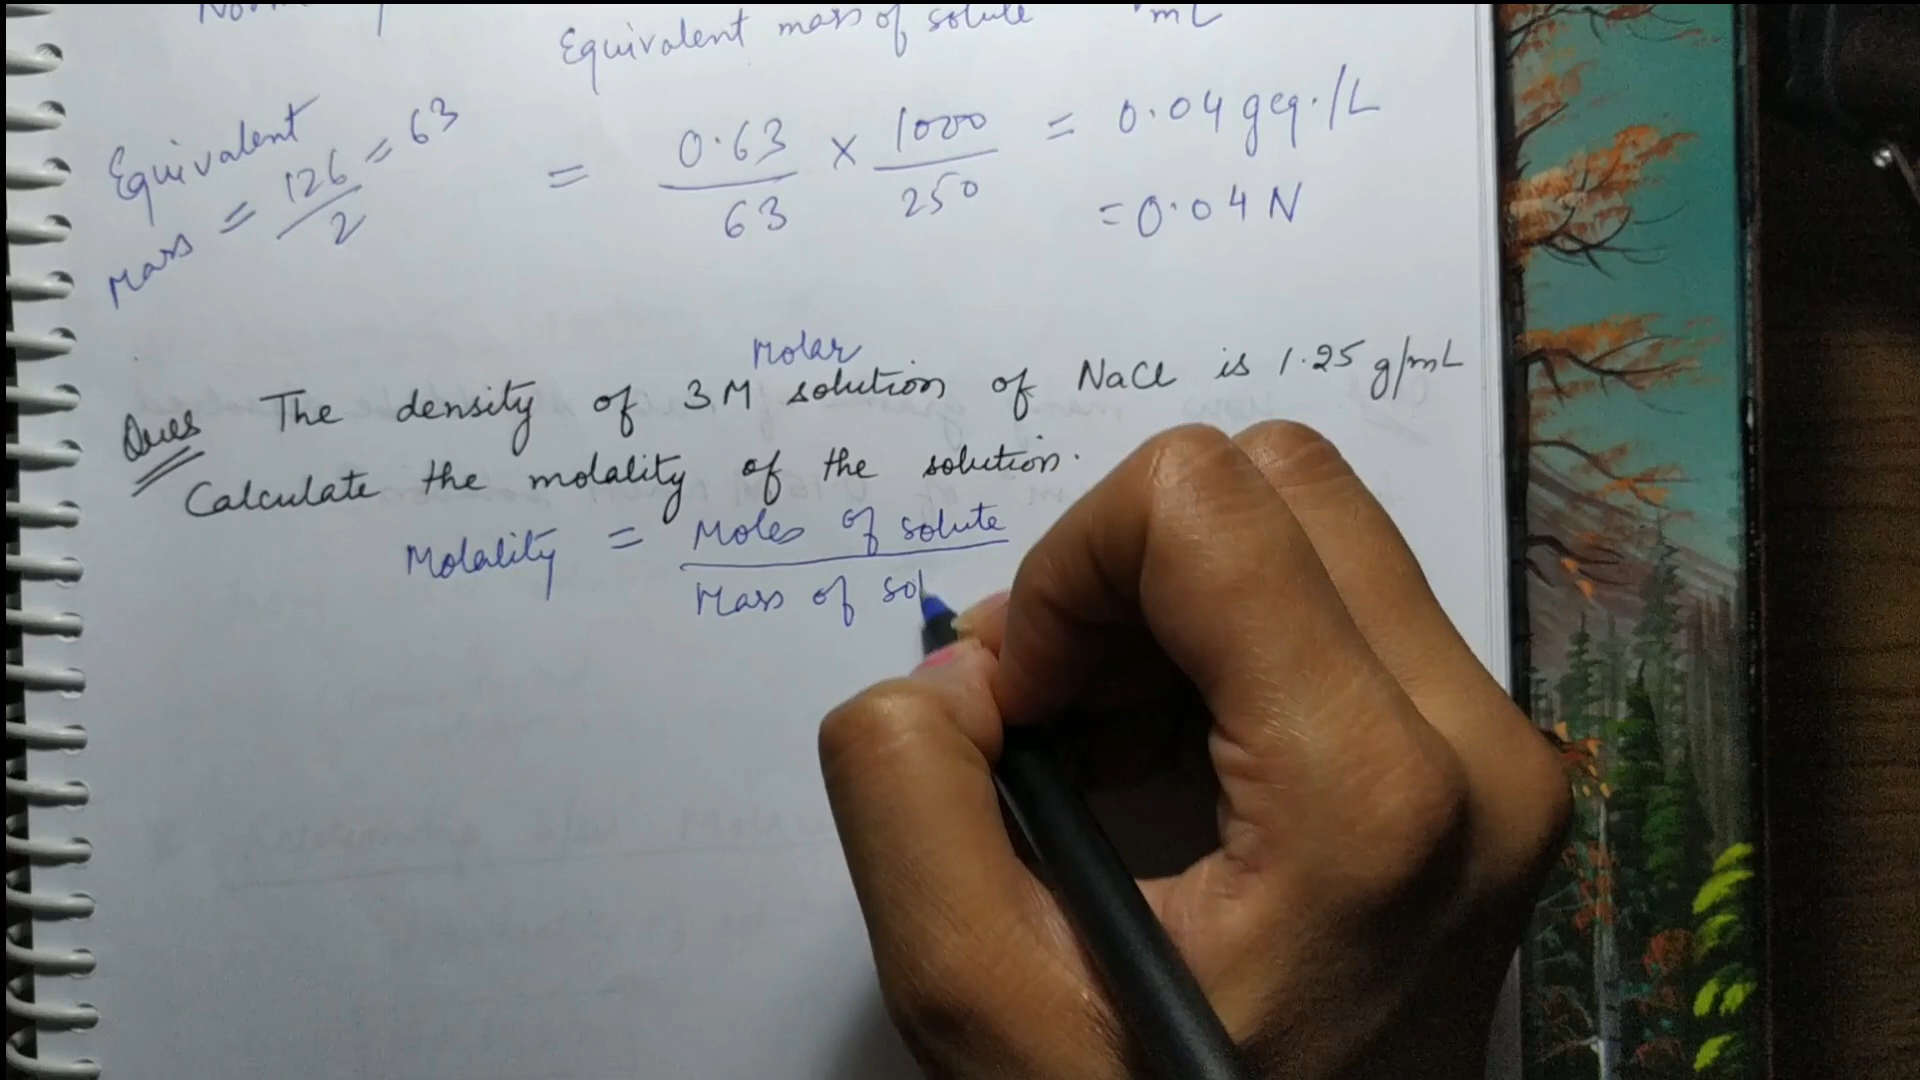 Equivalent mass of solute mL
Equivalent
Mass = 126/2 = 63
= 0.63/63 × 1000/250 = 0.04 geq./L
= 0.04 N
Molar
Ques The density of 3M solution of NaCl is 1.25 g/mL
Calculate the molality of the solution.
Molality = Moles of solute
Mass of sol